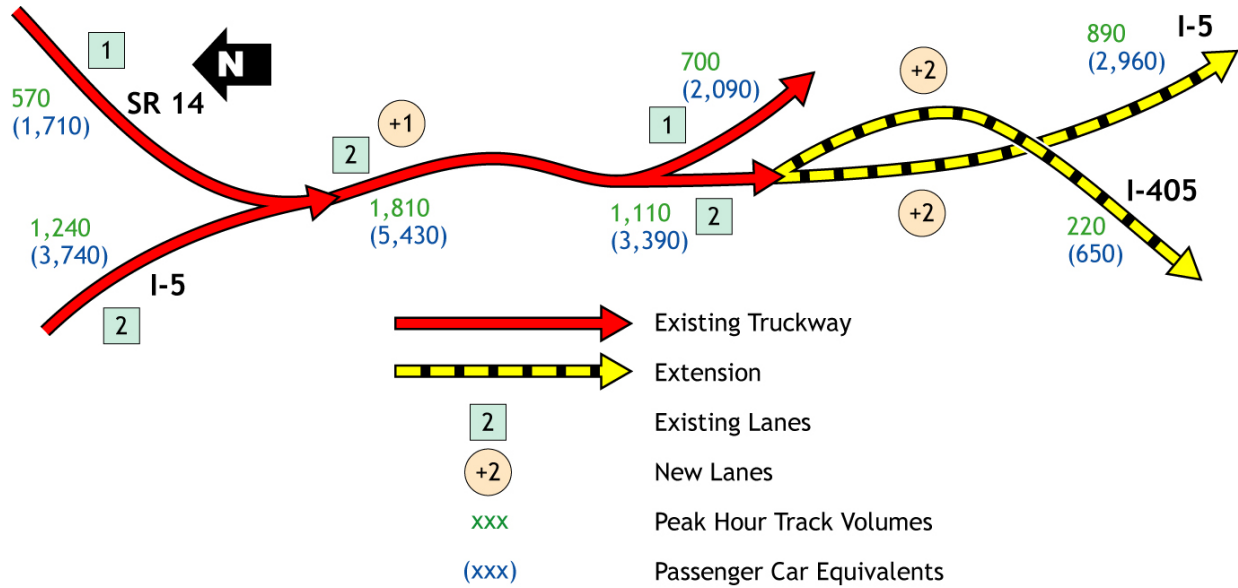 1
N
570
(1,710)
SR 14
+1
2
1,240
(3,740)
I-5
2
1,810
(5,430)
700
(2,090)
1
1,110
(3,390)
2
+2
+2
890
(2,960)
I-5
I-405
220
(650)
Existing Truckway
Extension
2 Existing Lanes
+2 New Lanes
xxx Peak Hour Track Volumes
(xxx) Passenger Car Equivalents